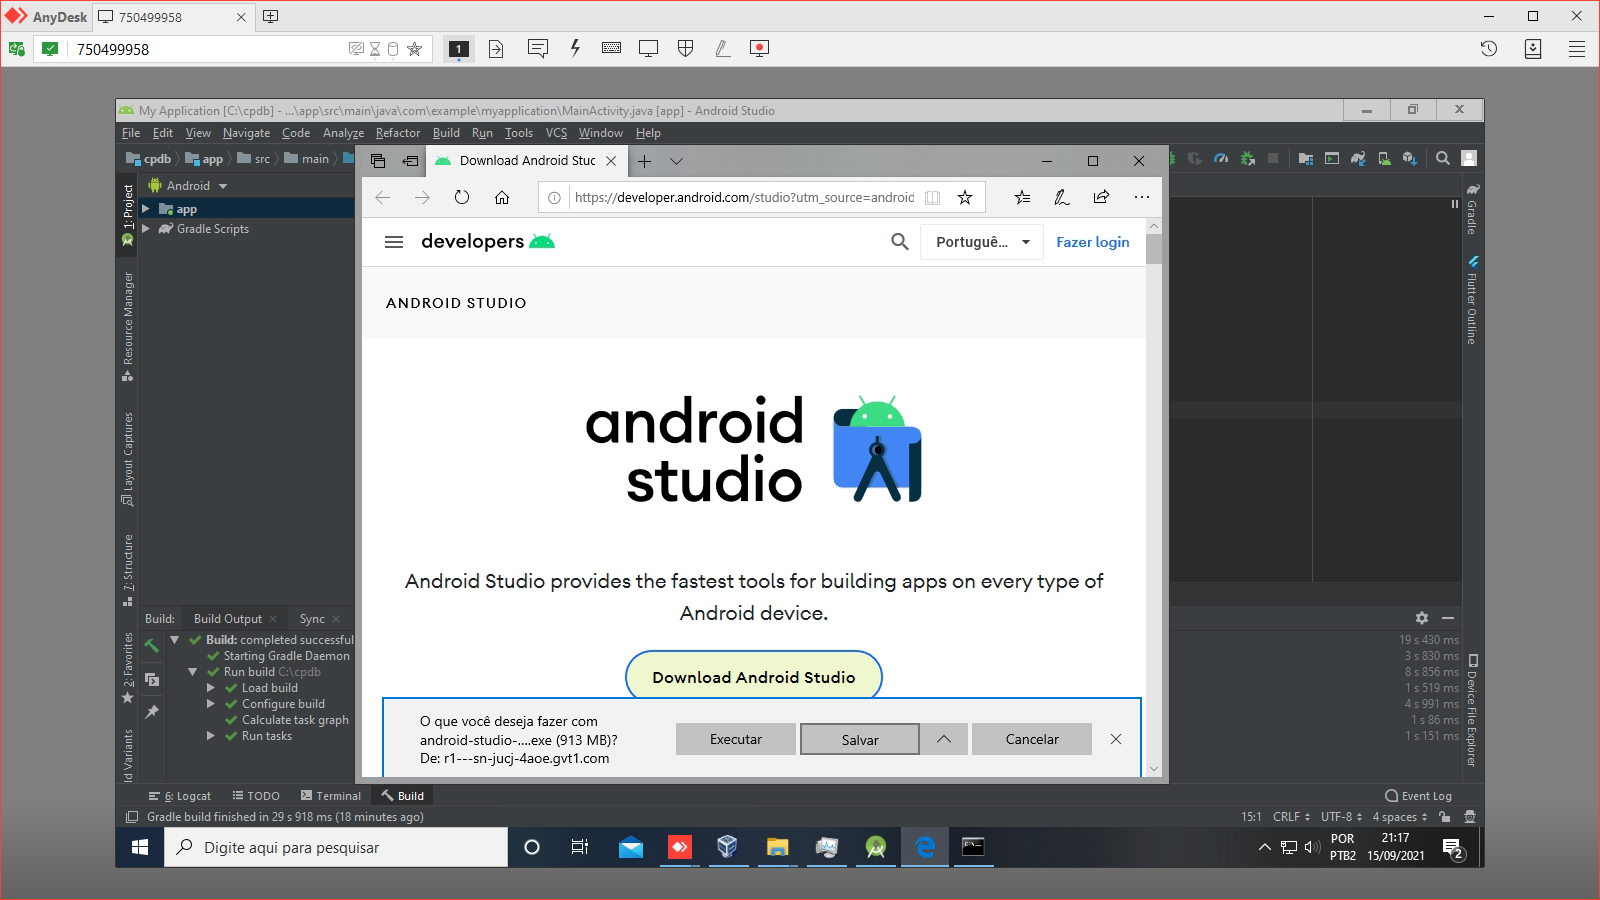 AnyDesk
750499958
750499958
1
My Application [C:\cpdb] - ...\app\src\main\java\com\example\myapplication\MainActivity.java [app] - Android Studio
File Edit View Navigate Code Analyze Refactor Build Run Tools VCS Window Help
cpdb app src main
Download Android Stuc
Android
1: Project
app
Gradle Scripts
https://developer.android.com/studio?utm_source=android
Gradle
developers
Portuguê...
Fazer login
ANDROID STUDIO
Resource Manager
Flutter Outline
android
studio
Layout Captures
Android Studio provides the fastest tools for building apps on every type of
Android device.
Z: Structure
Download Android Studio
Build: Build Output Sync
Build: completed successful
19 s 430 ms
Starting Gradle Daemon
3 s 830 ms
Run build C:\cpdb
8 s 856 ms
Load build
1 s 519 ms
Configure build
4 s 991 ms
Calculate task graph
1 s 86 ms
Run tasks
1 s 151 ms
2: Favorites
ld Variants
Device File Explorer
O que você deseja fazer com
android-studio-....exe (913 MB)?
De: r1---sn-jucj-4aoe.gvt1.com
Executar
Salvar
Cancelar
6: Logcat TODO Terminal Build Event Log
Gradle build finished in 29 s 918 ms (18 minutes ago)
15:1 CRLF UTF-8 4 spaces
Digite aqui para pesquisar
POR
PTB2
21:17
15/09/2021
2